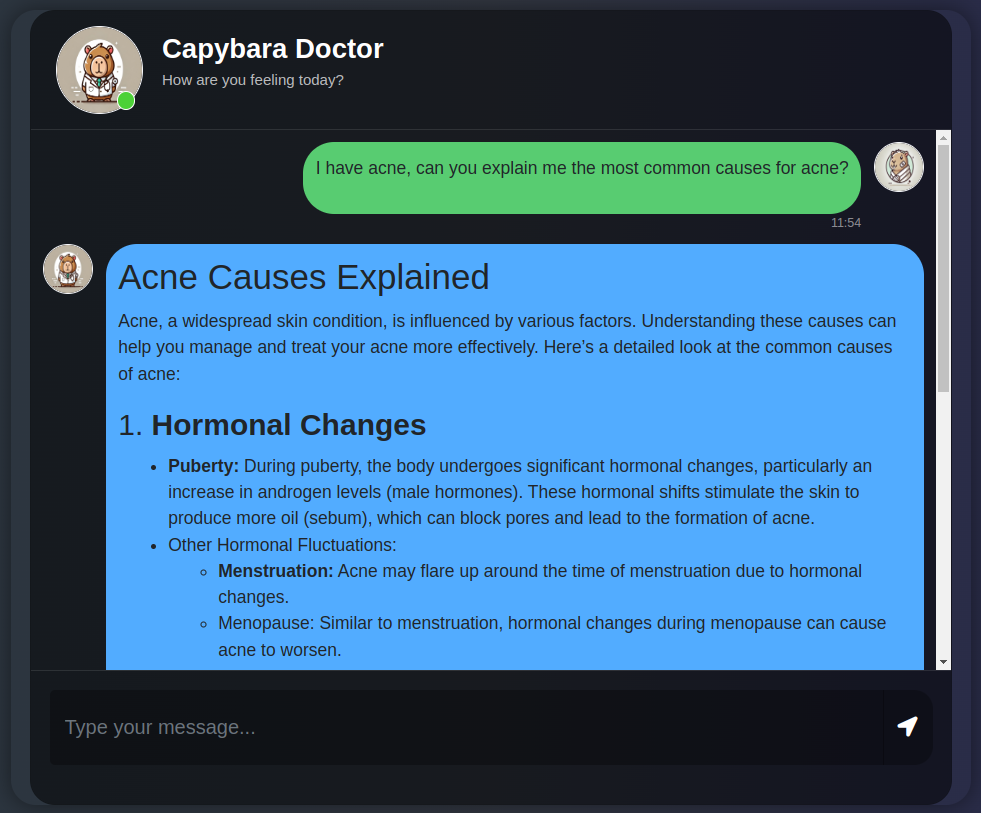 Capybara Doctor
How are you feeling today?
I have acne, can you explain me the most common causes for acne?
11:54
Acne Causes Explained
Acne, a widespread skin condition, is influenced by various factors. Understanding these causes can
help you manage and treat your acne more effectively. Here’s a detailed look at the common causes
of acne:
1. Hormonal Changes
• Puberty: During puberty, the body undergoes significant hormonal changes, particularly an
increase in androgen levels (male hormones). These hormonal shifts stimulate the skin to
produce more oil (sebum), which can block pores and lead to the formation of acne.
• Other Hormonal Fluctuations:
◦ Menstruation: Acne may flare up around the time of menstruation due to hormonal
changes.
◦ Menopause: Similar to menstruation, hormonal changes during menopause can cause
acne to worsen.
Type your message...